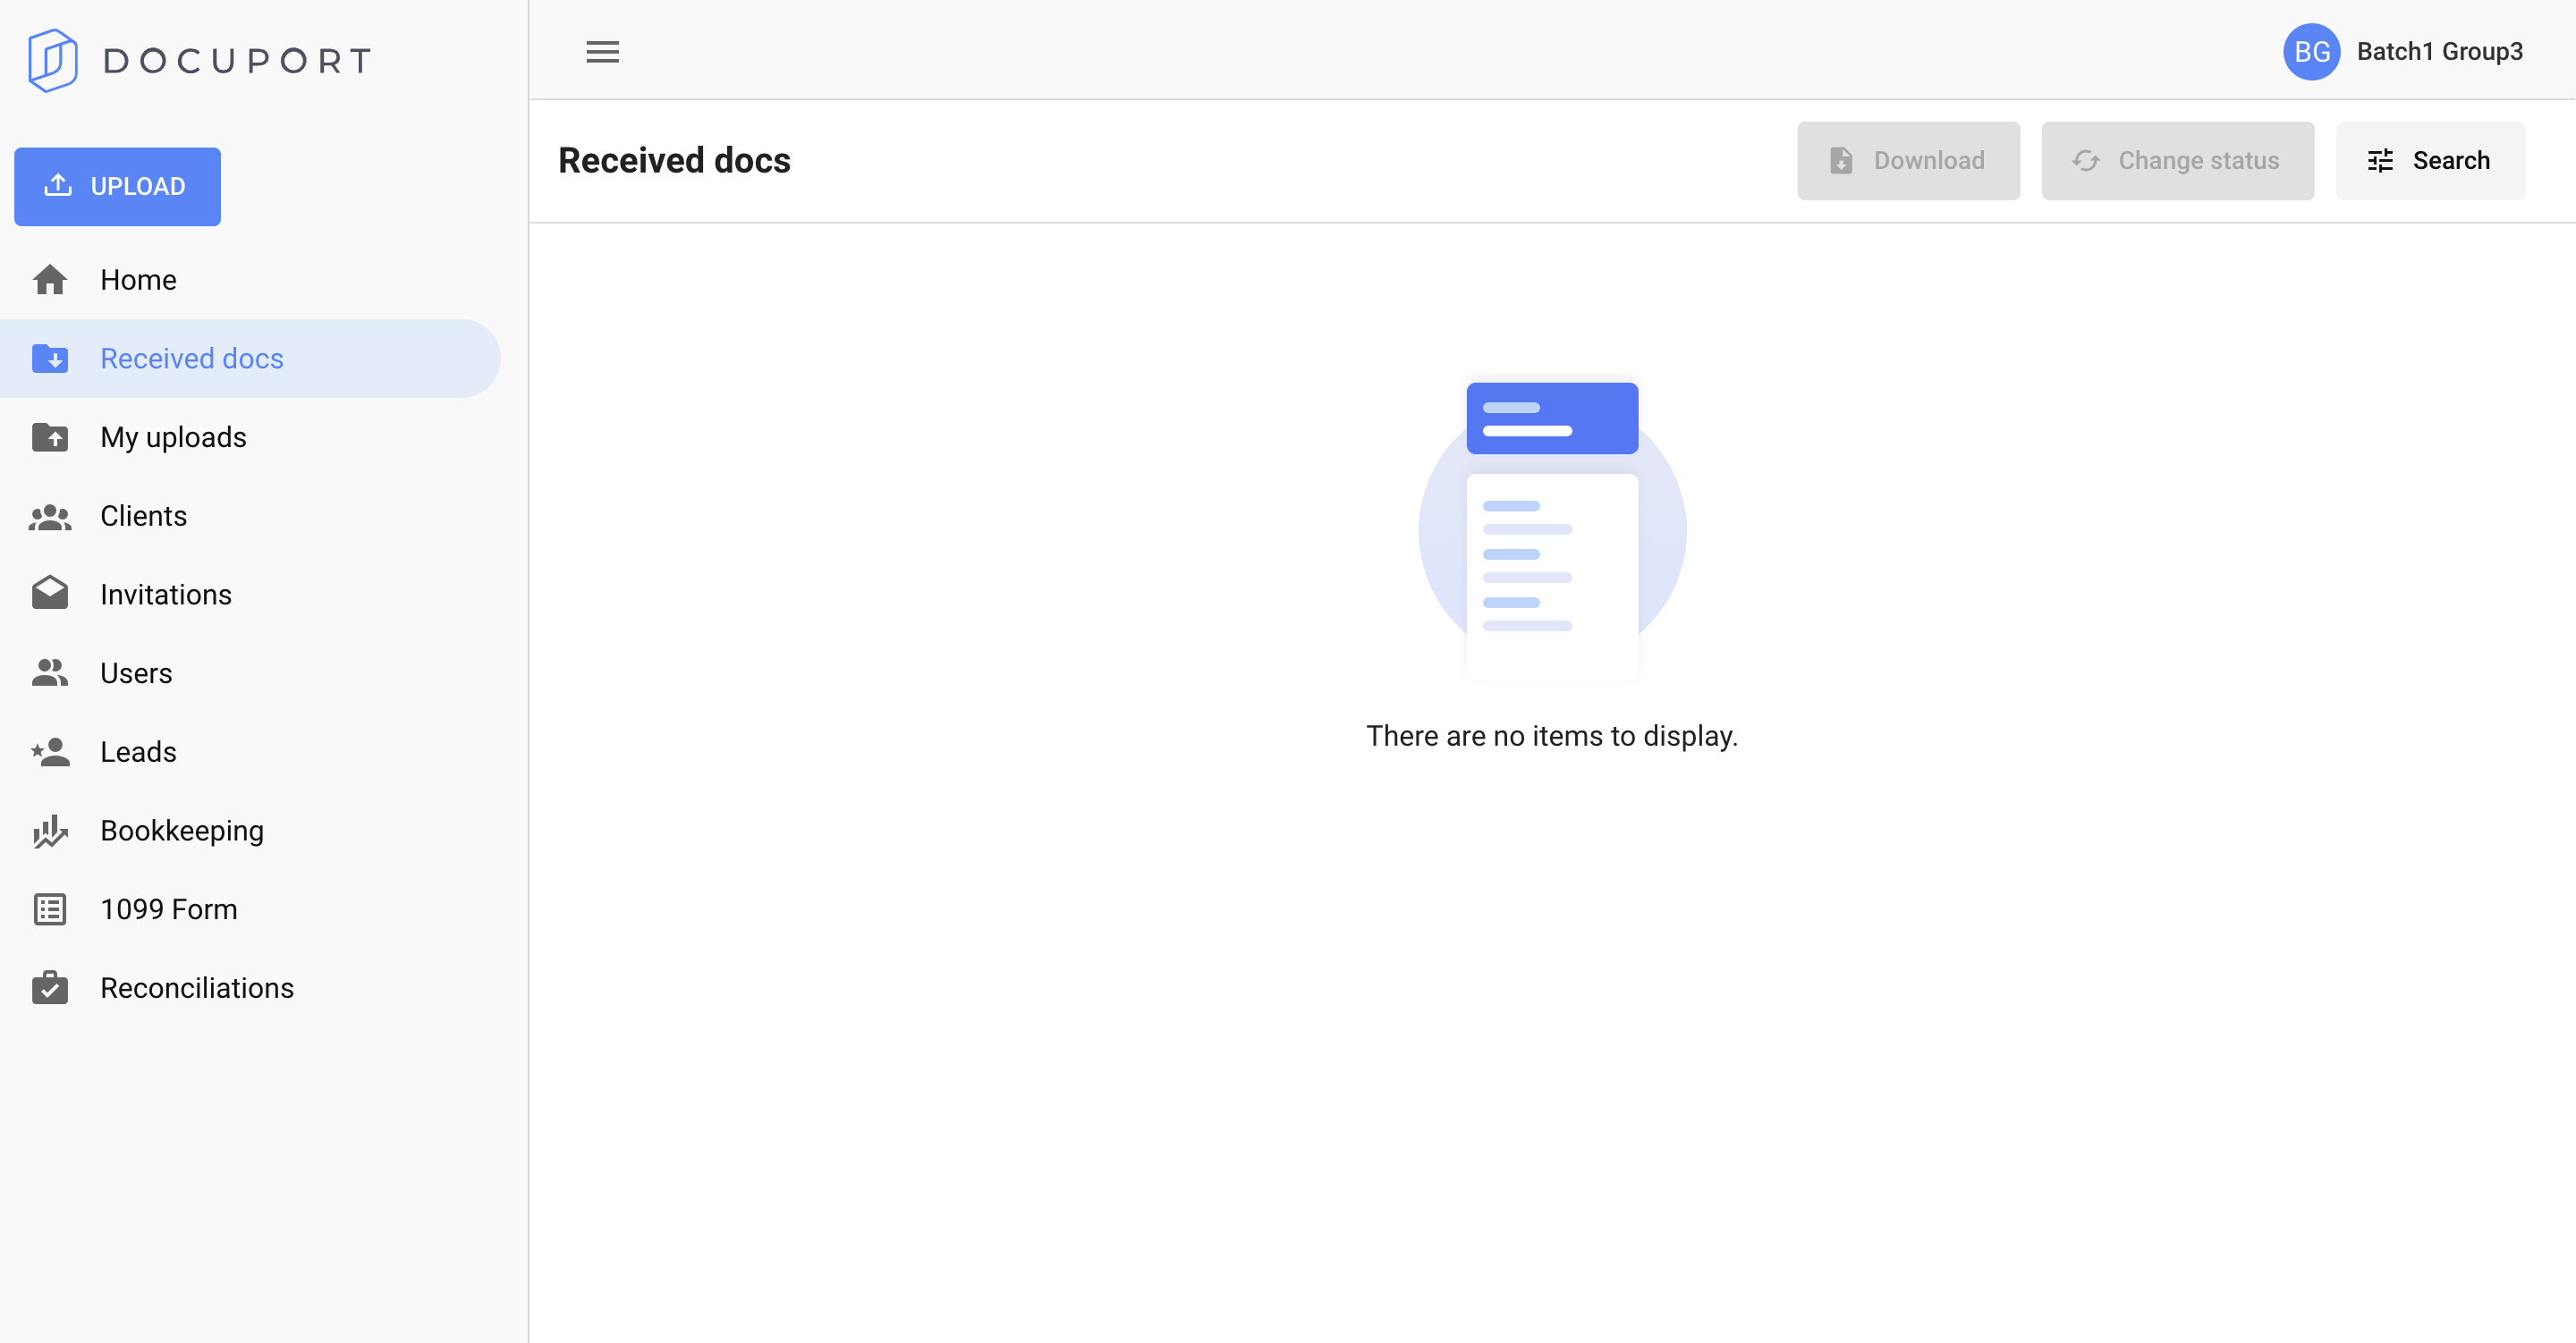 DOCUPORT
UPLOAD
Home
Received docs
My uploads
Clients
Invitations
Users
Leads
Bookkeeping
1099 Form
Reconciliations
BG Batch1 Group3
Received docs
Download
Change status
Search
There are no items to display.